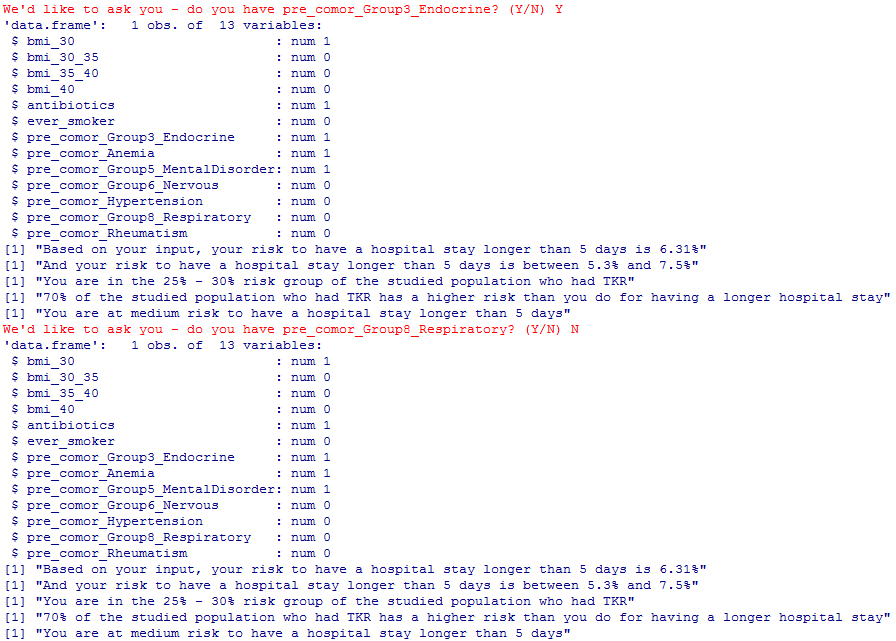 We'd like to ask you - do you have pre_comor_Group3_Endocrine? (Y/N) Y
'data.frame':   1 obs. of  13 variables:
 $ bmi_30                         : num 1
 $ bmi_30_35                      : num 0
 $ bmi_35_40                      : num 0
 $ bmi_40                         : num 0
 $ antibiotics                    : num 1
 $ ever_smoker                    : num 0
 $ pre_comor_Group3_Endocrine     : num 1
 $ pre_comor_Anemia               : num 1
 $ pre_comor_Group5_MentalDisorder: num 1
 $ pre_comor_Group6_Nervous       : num 0
 $ pre_comor_Hypertension         : num 0
 $ pre_comor_Group8_Respiratory   : num 0
 $ pre_comor_Rheumatism           : num 0
[1] "Based on your input, your risk to have a hospital stay longer than 5 days is 6.31%"
[1] "And your risk to have a hospital stay longer than 5 days is between 5.3% and 7.5%"
[1] "You are in the 25% - 30% risk group of the studied population who had TKR"
[1] "70% of the studied population who had TKR has a higher risk than you do for having a longer hospital stay"
[1] "You are at medium risk to have a hospital stay longer than 5 days"
We'd like to ask you - do you have pre_comor_Group8_Respiratory? (Y/N) N
'data.frame':   1 obs. of  13 variables:
 $ bmi_30                         : num 1
 $ bmi_30_35                      : num 0
 $ bmi_35_40                      : num 0
 $ bmi_40                         : num 0
 $ antibiotics                    : num 1
 $ ever_smoker                    : num 0
 $ pre_comor_Group3_Endocrine     : num 1
 $ pre_comor_Anemia               : num 1
 $ pre_comor_Group5_MentalDisorder: num 1
 $ pre_comor_Group6_Nervous       : num 0
 $ pre_comor_Hypertension         : num 0
 $ pre_comor_Group8_Respiratory   : num 0
 $ pre_comor_Rheumatism           : num 0
[1] "Based on your input, your risk to have a hospital stay longer than 5 days is 6.31%"
[1] "And your risk to have a hospital stay longer than 5 days is between 5.3% and 7.5%"
[1] "You are in the 25% - 30% risk group of the studied population who had TKR"
[1] "70% of the studied population who had TKR has a higher risk than you do for having a longer hospital stay"
[1] "You are at medium risk to have a hospital stay longer than 5 days"